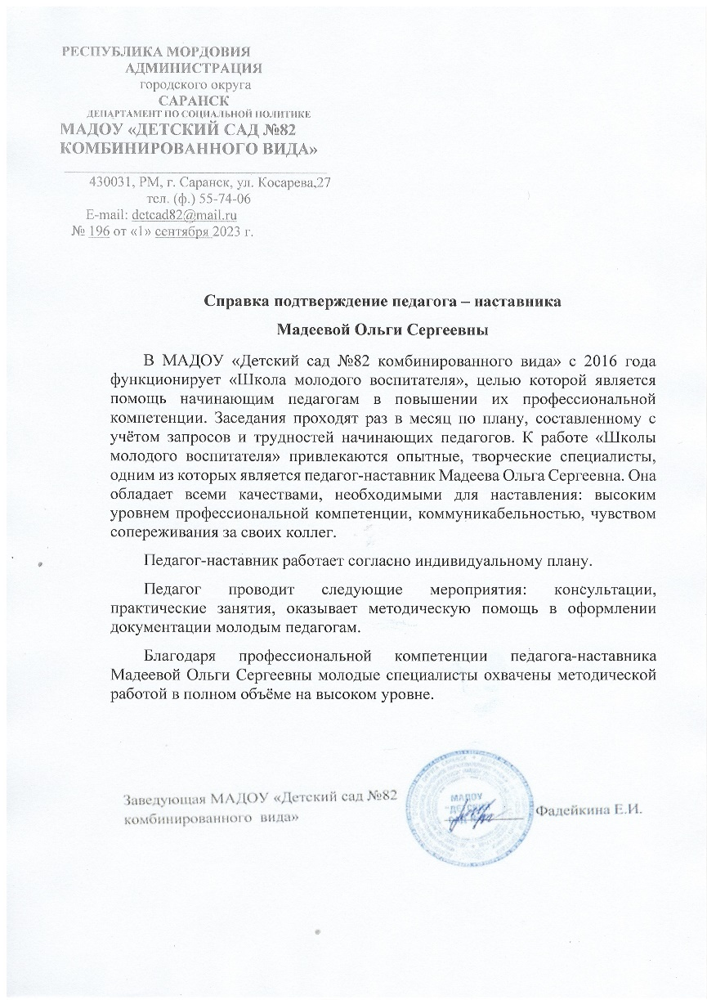 РЕСПУБЛИКА МОРДОВИЯ
АДМИНИСТРАЦИЯ
городского округа
САРАНСК
ДЕПАРТАМЕНТ ПО СОЦИАЛЬНОЙ ПОЛИТИКЕ
МАДОУ «ДЕТСКИЙ САД №82
КОМБИНИРОВАННОГО ВИДА»
430031, РМ, г. Саранск, ул. Косарева,27
тел. (ф.) 55-74-06
E-mail: detcad82@mail.ru
№ 196 от «1» сентября 2023 г.
Справка подтверждение педагога – наставника
Мадеевой Ольги Сергеевны
В МАДОУ «Детский сад №82 комбинированного вида» с 2016 года
функционирует «Школа молодого воспитателя», целью которой является
помощь начинающим педагогам в повышении их профессиональной
компетенции. Заседания проходят раз в месяц по плану, составленному с
учётом запросов и трудностей начинающих педагогов. К работе «Школы
молодого воспитателя» привлекаются опытные, творческие специалисты,
одним из которых является педагог-наставник Мадеева Ольга Сергеевна. Она
обладает всеми качествами, необходимыми для наставления: высоким
уровнем профессиональной компетенции, коммуникабельностью, чувством
сопереживания за своих коллег.
Педагог-наставник работает согласно индивидуальному плану.
Педагог проводит следующие мероприятия: консультации,
практические занятия, оказывает методическую помощь в оформлении
документации молодым педагогам.
Благодаря профессиональной компетенции педагога-наставника
Мадеевой Ольги Сергеевны молодые специалисты охвачены методической
работой в полном объёме на высоком уровне.
Заведующая МАДОУ «Детский сад №82
комбинированного вида»
МАДОУ
Фадейкина Е.И.